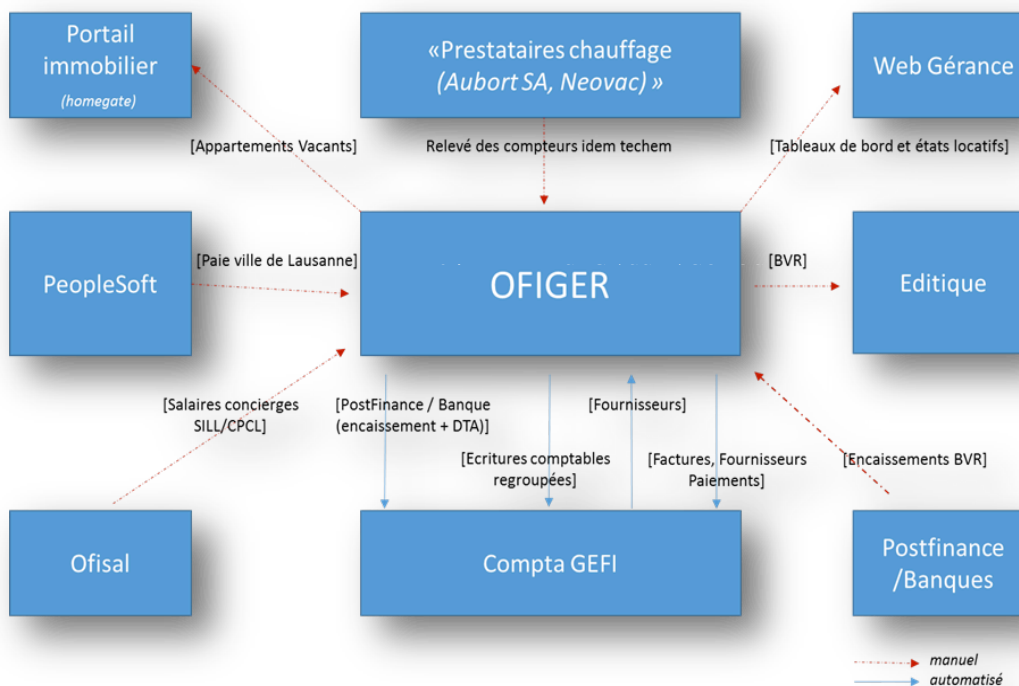 Portail
immobilier
(homegate)
«Prestataires chauffage
(Aubort SA, Neovac) »
Web Gérance
[Appartements Vacants]
Relevé des compteurs idem techem
[Tableaux de bord et états locatifs]
PeopleSoft
[Paie ville de Lausanne]
OFIGER
[BVR]
Editique
[Salaires concierges
SILL/CPCL]
[PostFinance / Banque
(encaissement + DTA)]
[Ecritures comptables
regroupées]
[Fournisseurs]
[Factures, Fournisseurs
Paiements]
[Encaissements BVR]
Ofisal
Compta GEFI
Postfinance
/Banques
manuel
automatisé